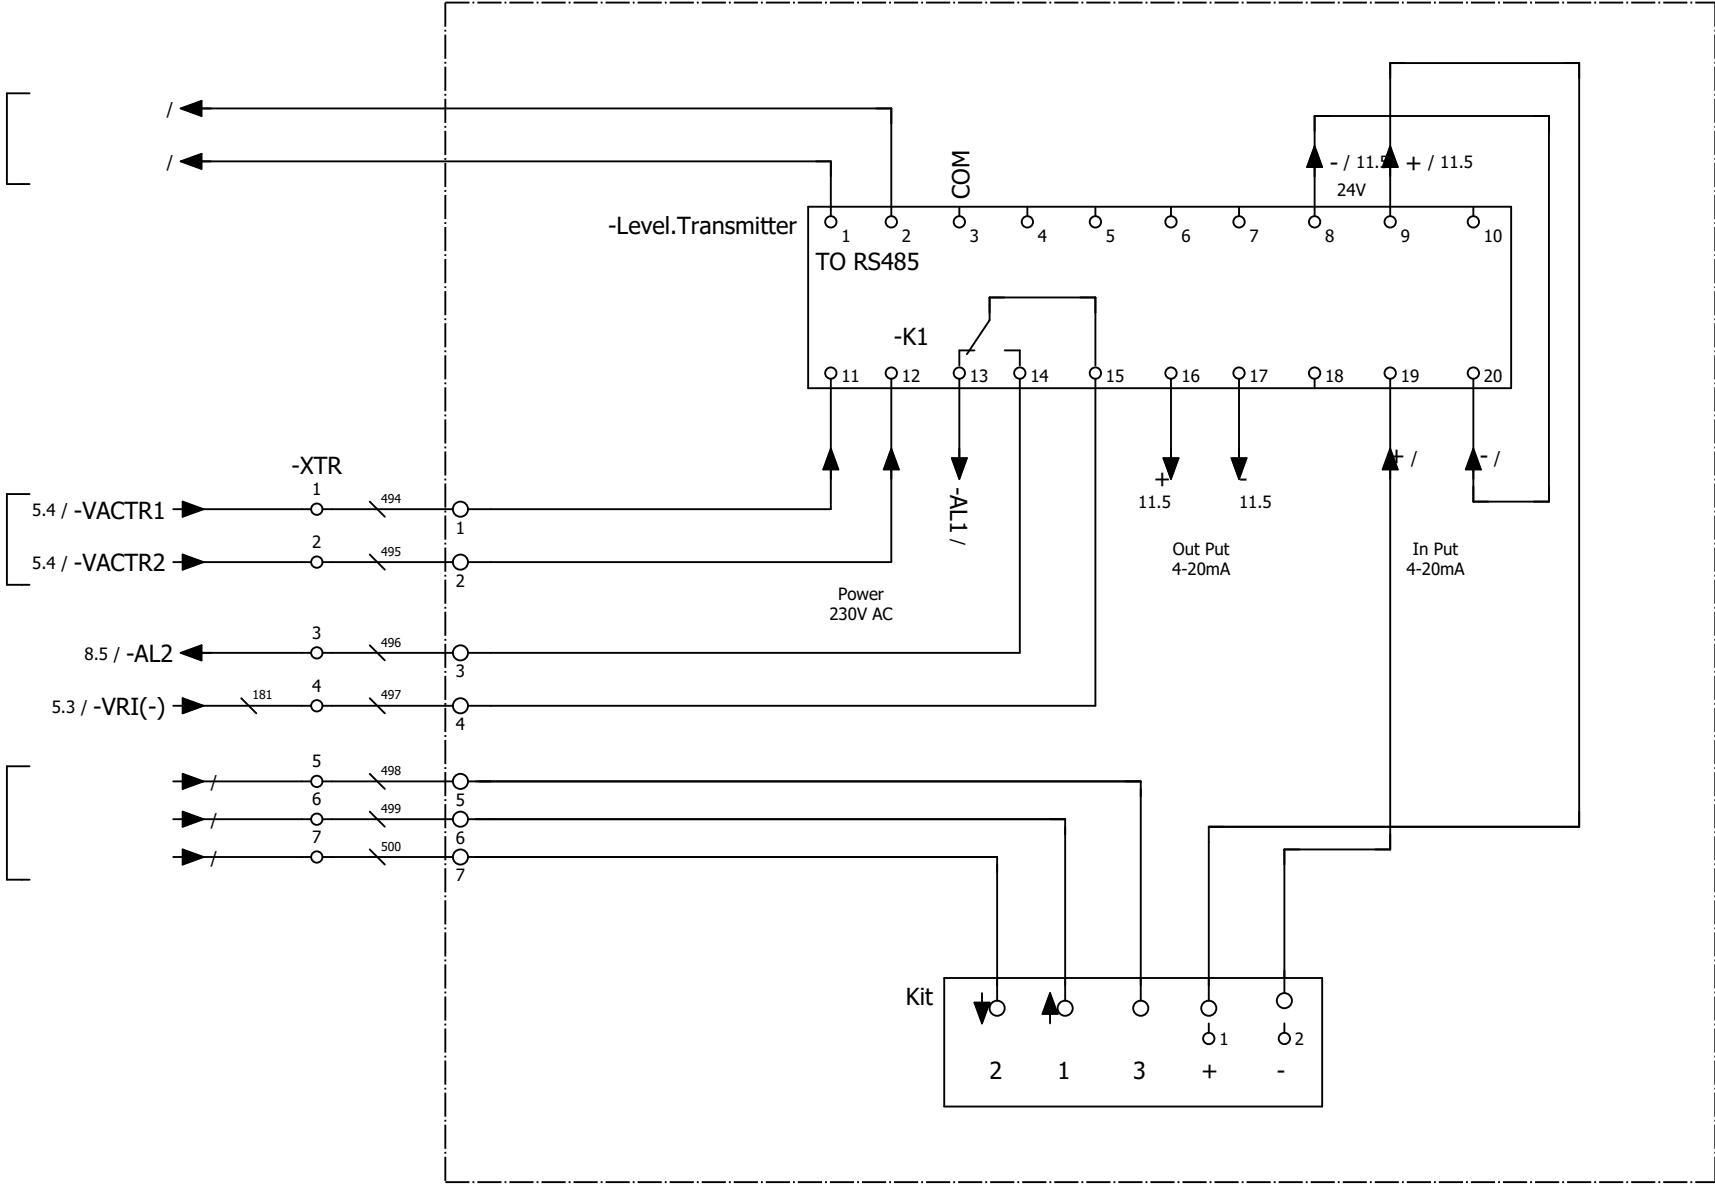 /
/
COM
- / 11.5
+ / 11.5
24V
-Level.Transmitter
1 2 3 4 5 6 7 8 9 10
TO RS485
-K1
11 12 13 14 15 16 17 18 19 20
-XTR
+ /
- /
+
-
11.5
11.5
-AL1 /
5.4 / -VACTR1
1
494
1
5.4 / -VACTR2
2
495
2
Out Put
4-20mA
In Put
4-20mA
Power
230V AC
8.5 / -AL2
3
496
3
5.3 / -VRI(-)
181
4
497
4
/
5
498
5
/
6
499
6
/
7
500
7
Kit
1
2
2 1 3 + -